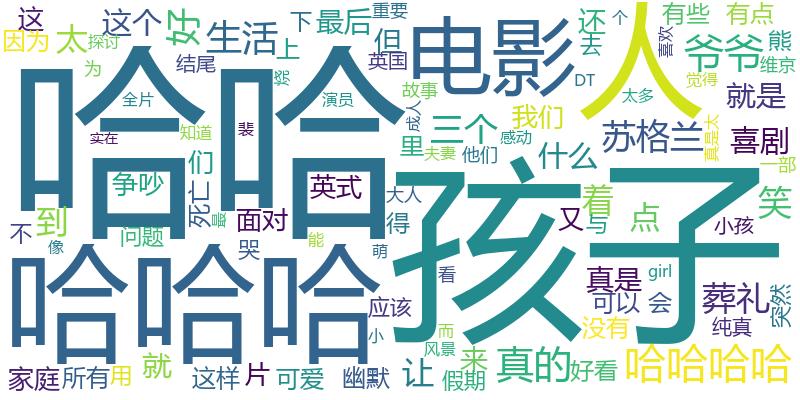 这 这个 好 生活 下 最后 重要 但 还 个 有些 有点
因为 太 探讨 上 英国 去 喜欢 爷爷 熊
为 结尾 烧 电影 DT 人 觉得 维京
哈哈 全片 演员 故事 我们 太多 就是
实在 知道 裴 成人 三个 感动 苏格兰 真是太 喜剧
们 里 夫妻 他们 什么 一部
争吵 死亡 英式 大人 孩子 着 笑
不 到 最 面对 得 又 与 点 小孩
像 问题 哭 能 萌 看 真是 girl 葬礼 突然
哈哈哈 应该 可以 会 纯真
小 而 风景 没有
家庭 所有 用 就 这样 片 可爱 幽默 让 假期 来 真的 好看 哈哈哈哈